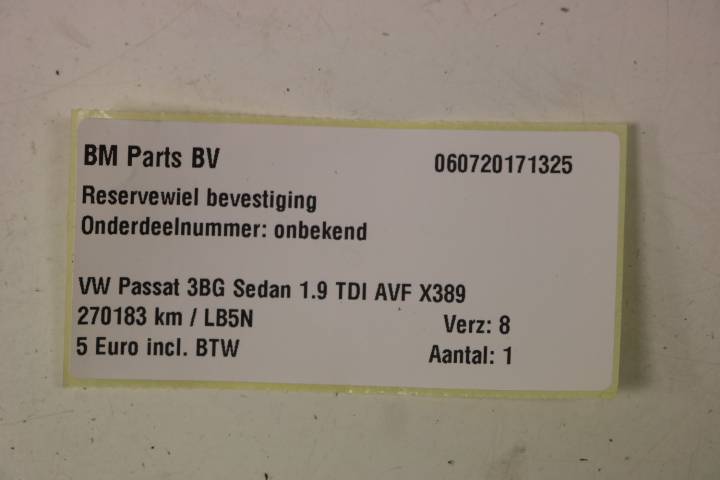 BM Parts BV 060720171325
Reservewiel bevestiging
Onderdeelnummer: onbekend
VW Passat 3BG Sedan 1.9 TDI AVF X389
270183 km / LB5N Verz: 8
5 Euro incl. BTW Aantal: 1